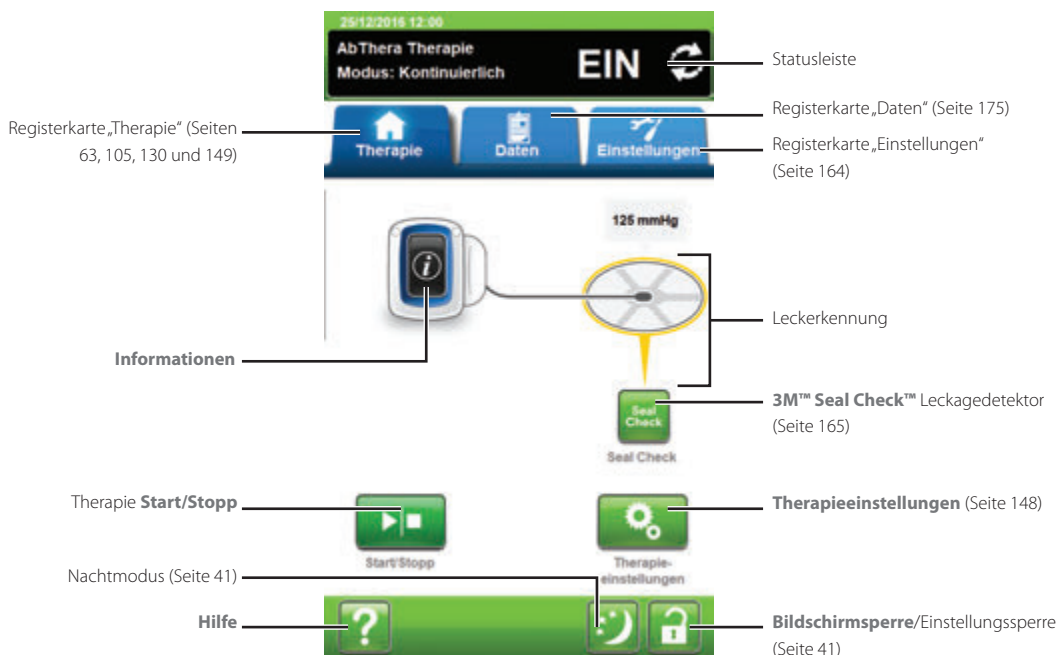 25/12/2016 12:00
AbThera Therapie
Modus: Kontinuierlich
EIN
Statusleiste
Registerkarte „Therapie“ (Seiten
63, 105, 130 und 149)
Therapie
Daten
Einstellungen
Registerkarte „Daten“ (Seite 175)
Registerkarte „Einstellungen“
(Seite 164)
125 mmHg
i
Leckerkennung
Informationen
Seal
Check
Seal Check
3M™ Seal Check™ Leckagedetektor
(Seite 165)
Therapie Start/Stopp
Start/Stopp
Therapie-
einstellungen
Therapieeinstellungen (Seite 148)
Nachtmodus (Seite 41)
Hilfe
?
Bildschirmsperre/Einstellungssperre
(Seite 41)